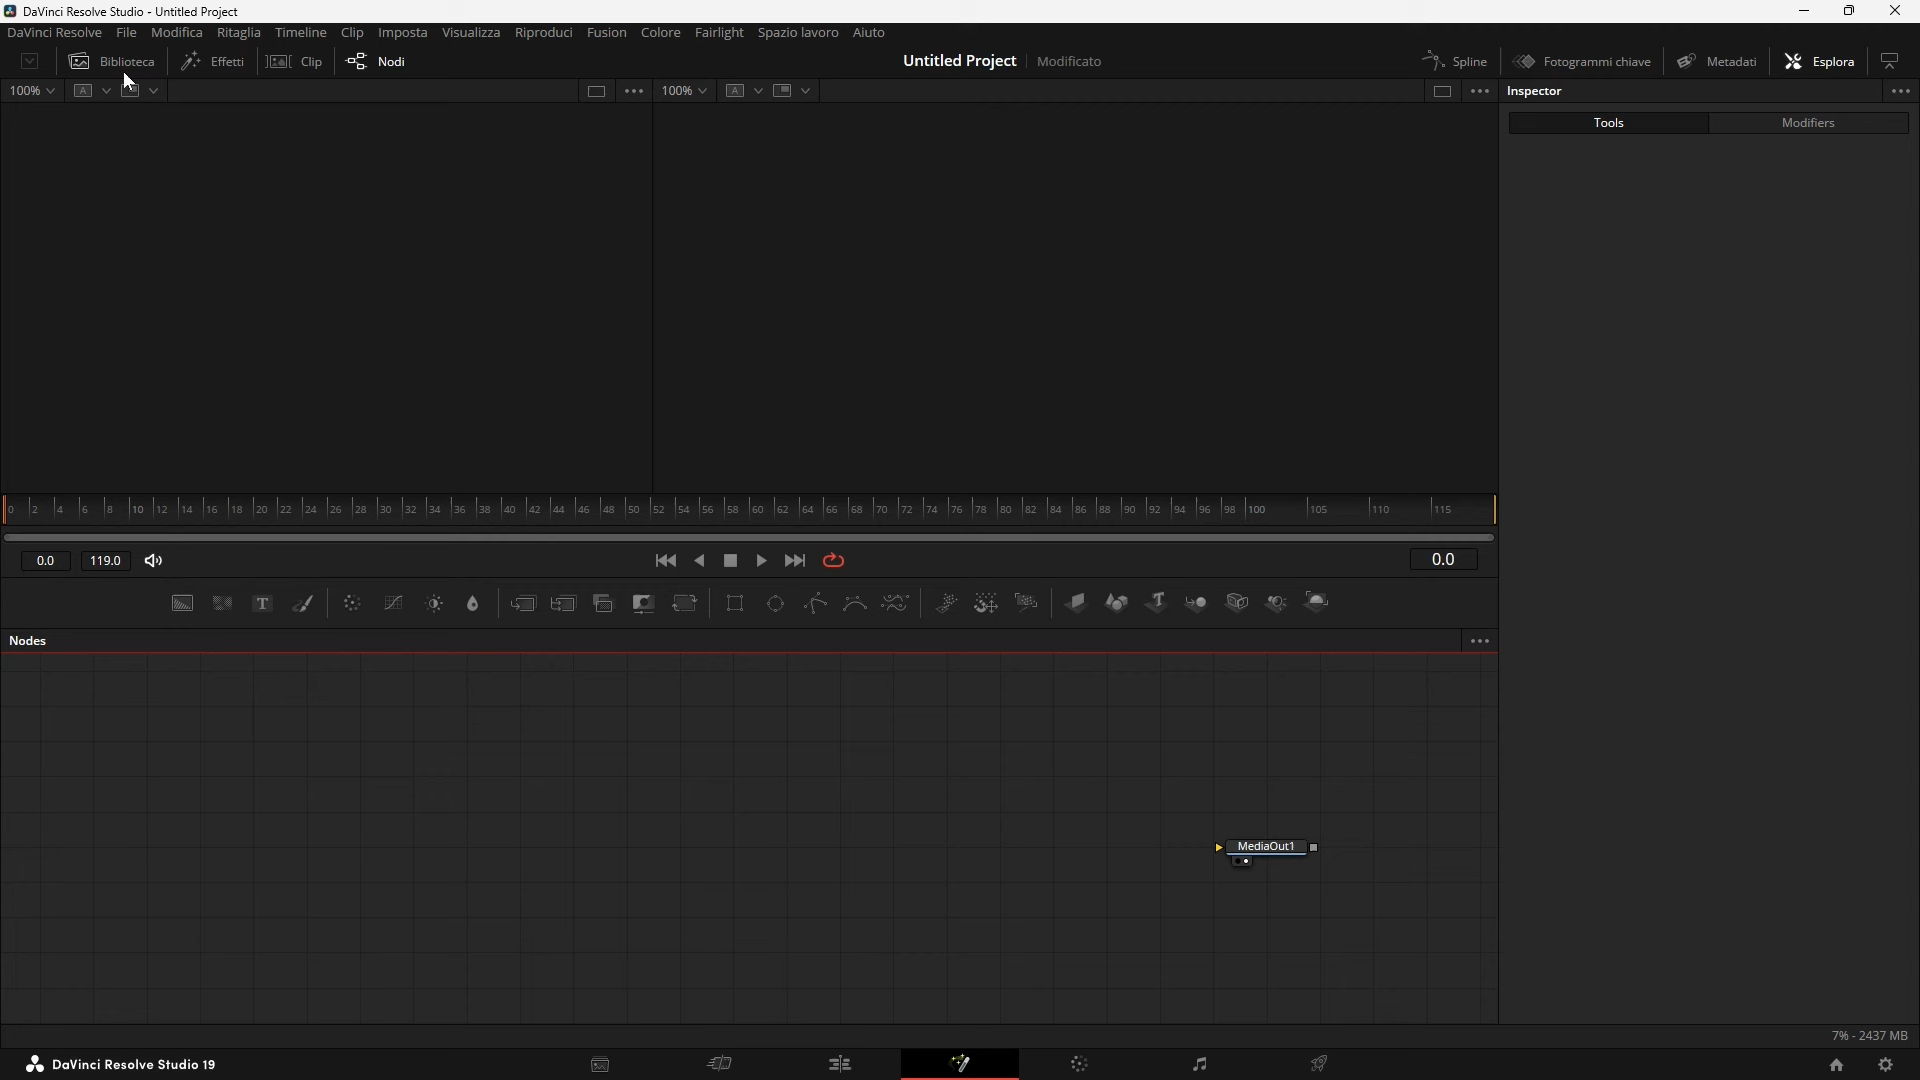 DaVinci Resolve Studio - Untitled Project
DaVinci Resolve File Modifica Ritaglia Timeline Clip Imposta Visualizza Riproduci Fusion Colore Fairlight Spazio lavoro Aiuto
Biblioteca Effetti Clip Nodi Untitled Project Modificato Spline Fotogrammi chiave Metadati Esplora
100% A 100% A Inspector
Tools Modifiers
0 2 4 6 8 10 12 14 16 18 20 22 24 26 28 30 32 34 36 38 40 42 44 46 48 50 52 54 56 58 60 62 64 66 68 70 72 74 76 78 80 82 84 86 88 90 92 94 96 98 100 105 110 115
0.0 119.0 0.0
T T
Nodes
MediaOut1
7% - 2437 MB
DaVinci Resolve Studio 19